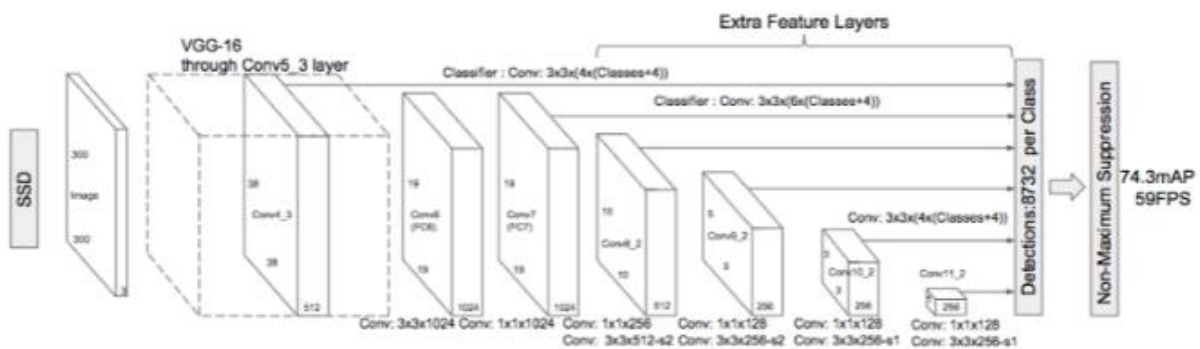 Extra Feature Layers
VGG-16
through Conv5_3 layer
Classifier : Conv: 3x3x(4x(Classes+4))
Classifier : Conv: 3x3x(6x(Classes+4))
SSD
300
Image
300
3
38
Conv4_3
38
512
19
Conv6
(FC6)
19
1024
19
Conv7
(FC7)
19
1024
10
Conv8_2
10
512
5
Conv9_2
256
Conv: 3x3x(4x(Classes+4))
3
Conv10_2
3
256
Conv11_2
256
Conv: 3x3x1024
Conv: 1x1x1024
Conv: 1x1x256
Conv: 3x3x512-s2
Conv: 1x1x128
Conv: 3x3x256-s2
Conv: 1x1x128
Conv: 3x3x256-s1
Conv: 1x1x128
Conv: 3x3x256-s1
Detections:8732 per Class
Non-Maximum Suppression
74.3mAP
59FPS